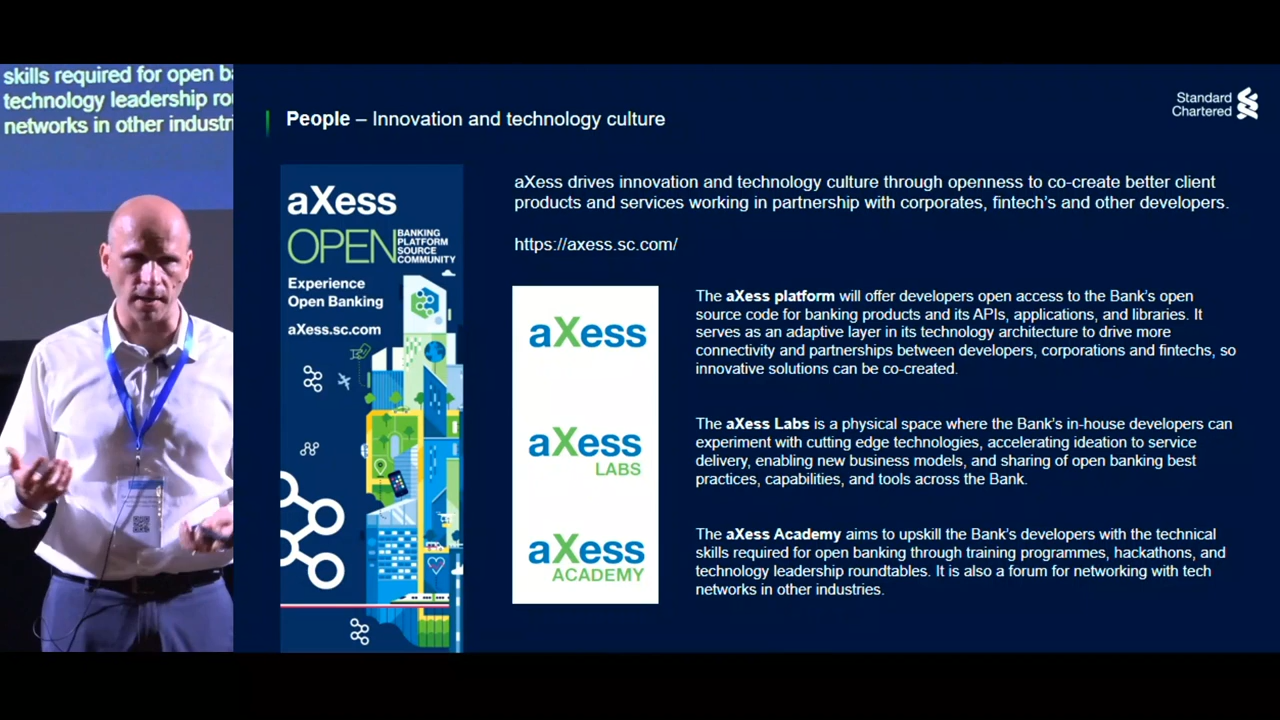 skills required for open
technology leadership
networks in other
People – Innovation and technology culture
Standard
Chartered
aXess
OPEN BANKING
PLATFORM
SOURCE
COMMUNITY
Experience
Open Banking
aXess.sc.com
aXess drives innovation and technology culture through openness to co-create better client
products and services working in partnership with corporates, fintech's and other developers.
https://axess.sc.com/
aXess
The aXess platform will offer developers open access to the Bank's open
source code for banking products and its APIs, applications, and libraries. It
serves as an adaptive layer in its technology architecture to drive more
connectivity and partnerships between developers, corporations and fintechs, so
innovative solutions can be co-created.
aXess
LABS
The aXess Labs is a physical space where the Bank's in-house developers can
experiment with cutting edge technologies, accelerating ideation to service
delivery, enabling new business models, and sharing of open banking best
practices, capabilities, and tools across the Bank.
aXess
ACADEMY
The aXess Academy aims to upskill the Bank's developers with the technical
skills required for open banking through training programmes, hackathons, and
technology leadership roundtables. It is also a forum for networking with tech
networks in other industries.